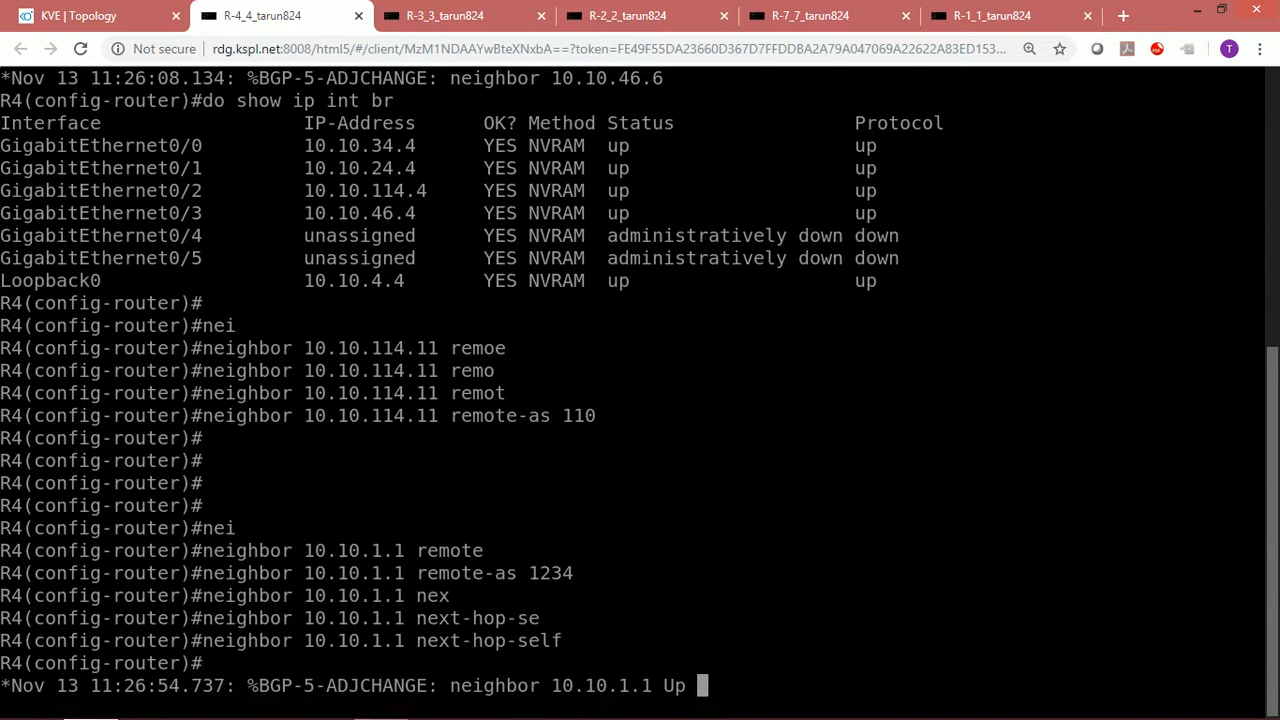 KVE | Topology
R-4_4_tarun824
R-3_3_tarun824
R-2_2_tarun824
R-7_7_tarun824
R-1_1_tarun824
Not secure | rdg.kspl.net:8008/html5/#/client/MzM1NDAAYwBteXNxbA==?token=FE49F55DA23660D367D7FFDDBA2A79A047069A22622A83ED153...
T
*Nov 13 11:26:08.134: %BGP-5-ADJCHANGE: neighbor 10.10.46.6
R4(config-router)#do show ip int br
Interface IP-Address OK? Method Status Protocol
GigabitEthernet0/0 10.10.34.4 YES NVRAM up up
GigabitEthernet0/1 10.10.24.4 YES NVRAM up up
GigabitEthernet0/2 10.10.114.4 YES NVRAM up up
GigabitEthernet0/3 10.10.46.4 YES NVRAM up up
GigabitEthernet0/4 unassigned YES NVRAM administratively down down
GigabitEthernet0/5 unassigned YES NVRAM administratively down down
Loopback0 10.10.4.4 YES NVRAM up up
R4(config-router)#
R4(config-router)#nei
R4(config-router)#neighbor 10.10.114.11 remoe
R4(config-router)#neighbor 10.10.114.11 remo
R4(config-router)#neighbor 10.10.114.11 remot
R4(config-router)#neighbor 10.10.114.11 remote-as 110
R4(config-router)#
R4(config-router)#
R4(config-router)#
R4(config-router)#
R4(config-router)#nei
R4(config-router)#neighbor 10.10.1.1 remote
R4(config-router)#neighbor 10.10.1.1 remote-as 1234
R4(config-router)#neighbor 10.10.1.1 nex
R4(config-router)#neighbor 10.10.1.1 next-hop-se
R4(config-router)#neighbor 10.10.1.1 next-hop-self
R4(config-router)#
*Nov 13 11:26:54.737: %BGP-5-ADJCHANGE: neighbor 10.10.1.1 Up